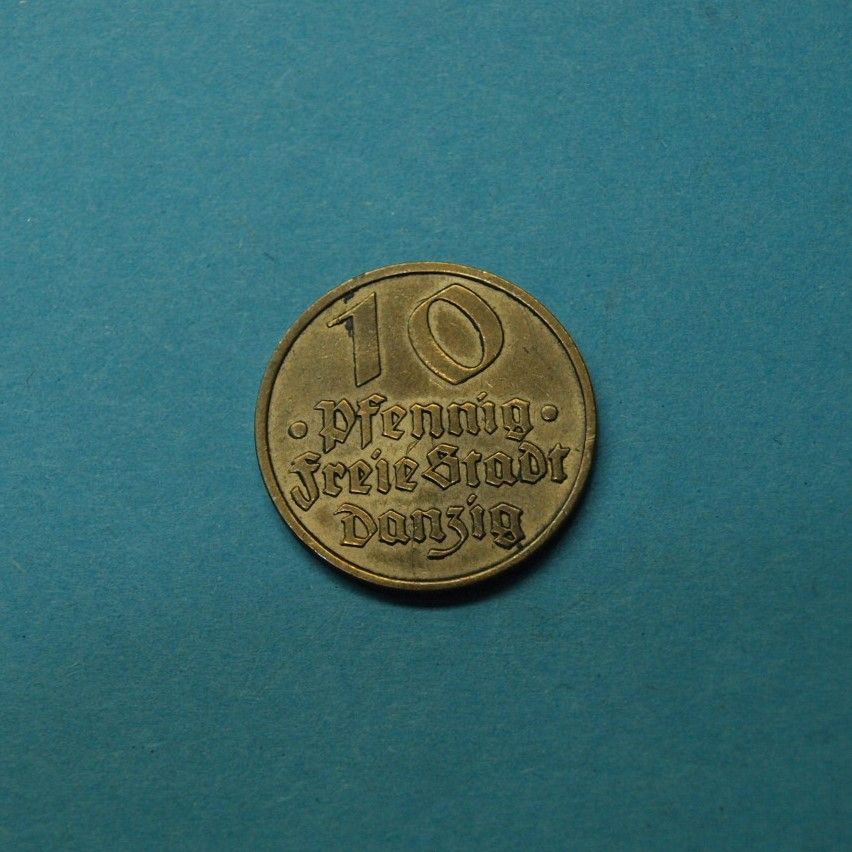 10
· Pfennig ·
Freie Stadt
Danzig